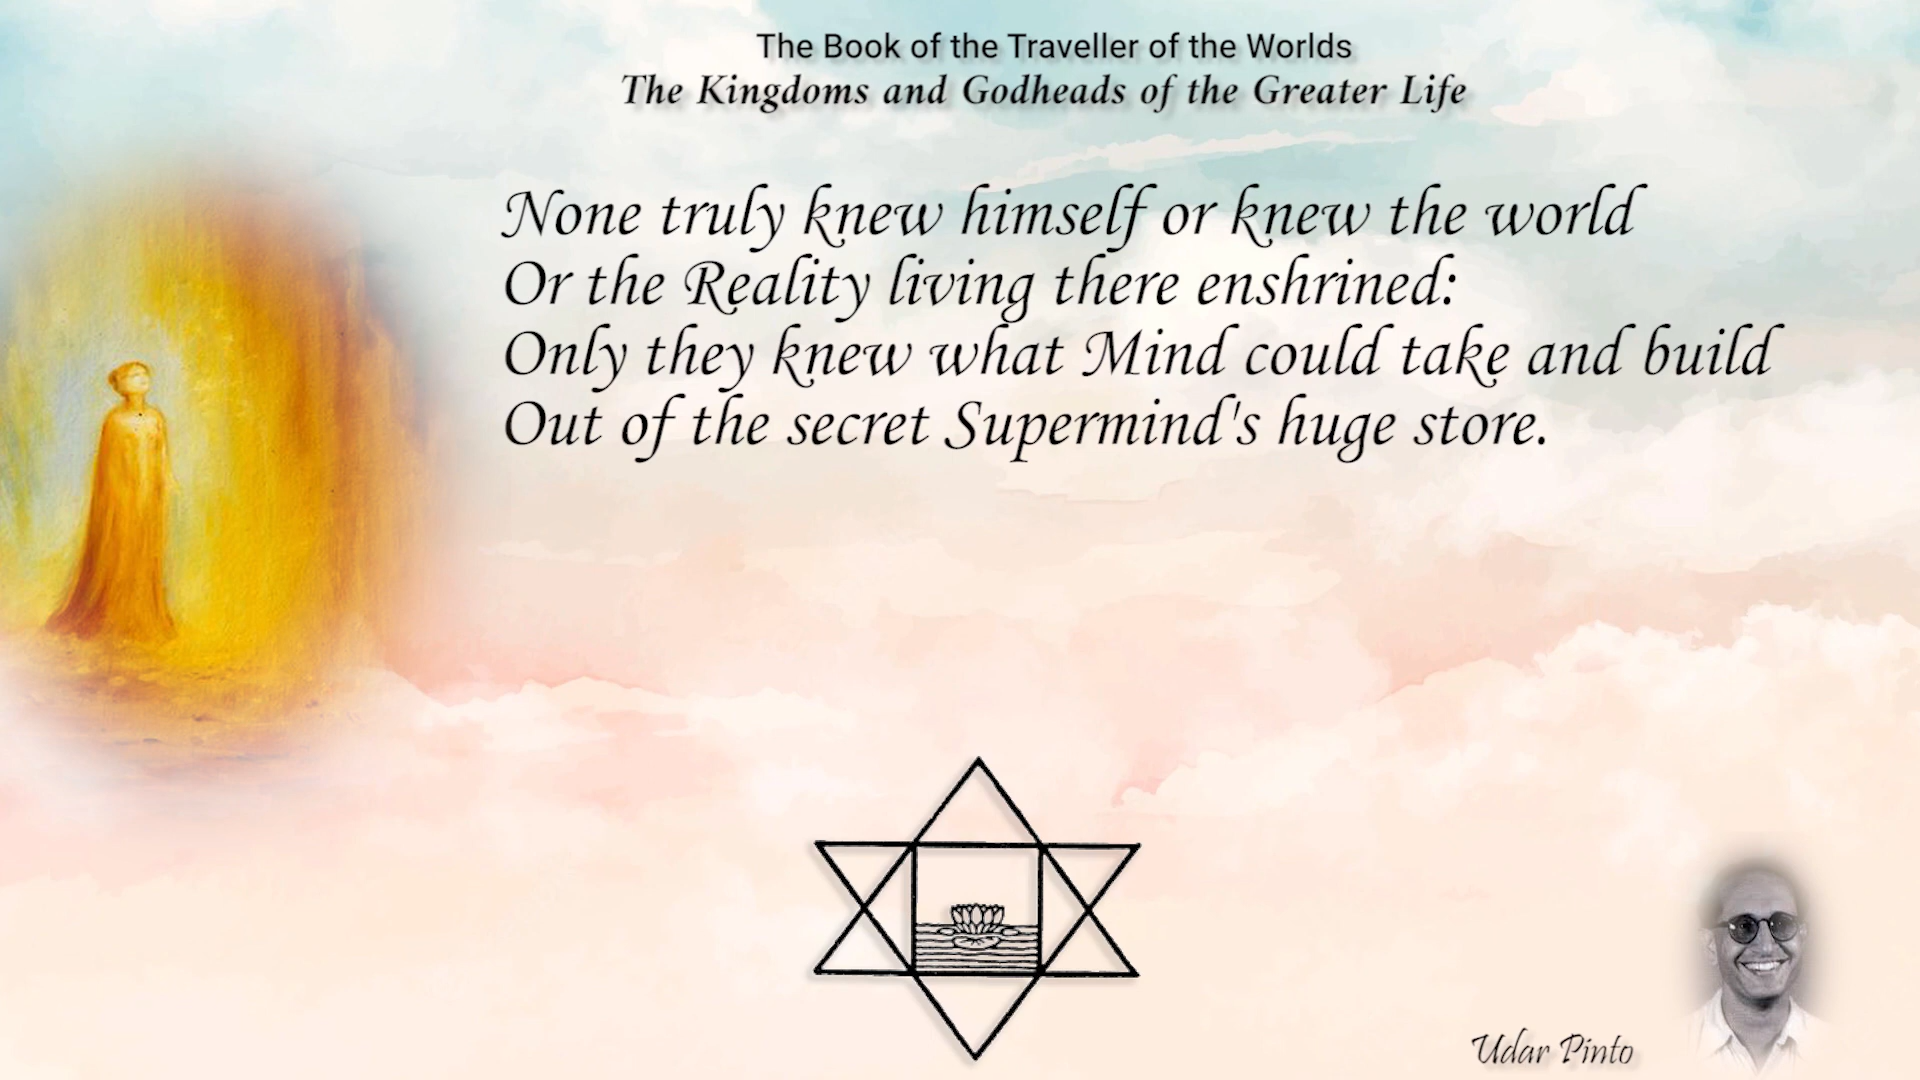 The Book of the Traveller of the Worlds
The Kingdoms and Godheads of the Greater Life
None truly knew himself or knew the world
Or the Reality living there enshrined:
Only they knew what Mind could take and build
Out of the secret Supermind's huge store.
Udar Pinto